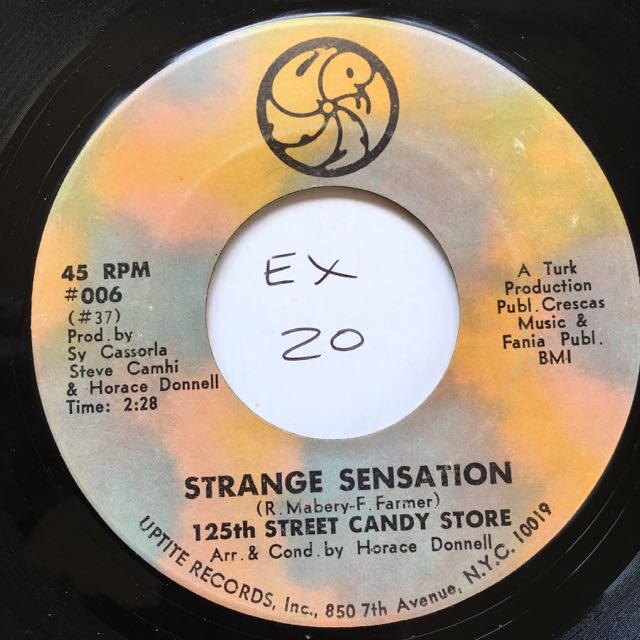 45 RPM
#006
(#37)
Prod. by
Sy Cassorla
Steve Camhi
& Horace Donnell
Time: 2:28
EX
20
A Turk
Production
Publ. Crescas
Music &
Fania Publ.
BMI
STRANGE SENSATION
(R. Mabery-F. Farmer)
125th STREET CANDY STORE
Arr. & Cond. by Horace Donnell
UPTITE RECORDS, Inc., 850 7th Avenue, N.Y.C. 10019